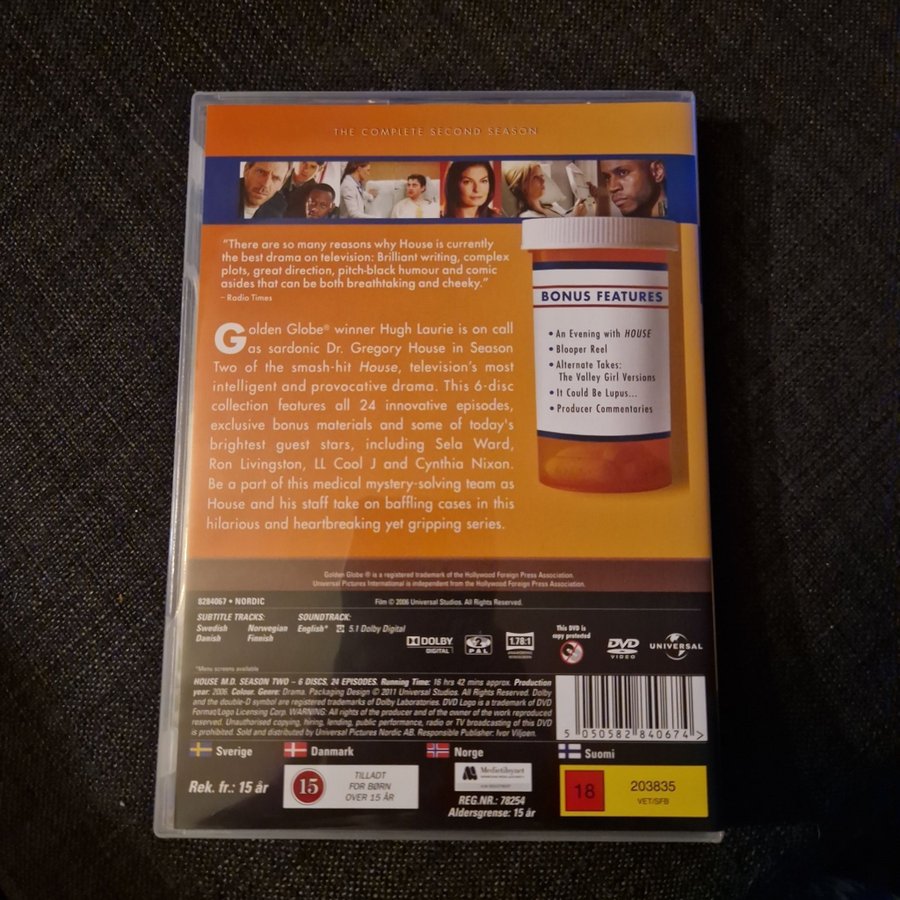 THE COMPLETE SECOND SEASON
"There are so many reasons why House is currently
the best drama on television: Brilliant writing, complex
plots, great direction, pitch-black humour and comic
asides that can be both breathtaking and cheeky."
– Radio Times
Golden Globe® winner Hugh Laurie is on call
as sardonic Dr. Gregory House in Season
Two of the smash-hit House, television's most
intelligent and provocative drama. This 6-disc
collection features all 24 innovative episodes,
exclusive bonus materials and some of today's
brightest guest stars, including Sela Ward,
Ron Livingston, LL Cool J and Cynthia Nixon.
Be a part of this medical mystery-solving team as
House and his staff take on baffling cases in this
hilarious and heartbreaking yet gripping series.
BONUS FEATURES
• An Evening with HOUSE
• Blooper Reel
• Alternate Takes:
The Valley Girl Versions
• It Could Be Lupus...
• Producer Commentaries
Golden Globe ® is a registered trademark of the Hollywood Foreign Press Association.
Universal Pictures International is independent from the Hollywood Foreign Press Association.
8284067 • NORDIC
Film © 2006 Universal Studios. All Rights Reserved.
SUBTITLE TRACKS:
Swedish Norwegian
Danish Finnish
SOUNDTRACK:
English* 5.1 Dolby Digital
DOLBY
DIGITAL
2
PAL
1.78:1
This DVD is
copy protected
DVD
VIDEO
UNIVERSAL
*Menu screens available
HOUSE M.D. SEASON TWO – 6 DISCS. 24 EPISODES. Running Time: 16 hrs 42 mins approx. Production
year: 2006. Colour. Genre: Drama. Packaging Design © 2011 Universal Studios. All Rights Reserved. Dolby
and the double-D symbol are registered trademarks of Dolby Laboratories. DVD Logo is a trademark of DVD
Format/Logo Licensing Corp. WARNING: All rights of the producer and of the owner of the work reproduced
reserved. Unauthorised copying, hiring, lending, public performance, radio or TV broadcasting of this DVD
is prohibited. Sold and distributed by Universal Pictures Nordic AB. Responsible Publisher: Ivor Viljoen.
5 050582 840674 >
Sverige
Rek. fr.: 15 år
Danmark
15
TILLADT
FOR BØRN
OVER 15 ÅR
Norge
Medietilsynet
REG.NR.: 78254
Aldersgrense: 15 år
Suomi
18
203835
VET/SFB